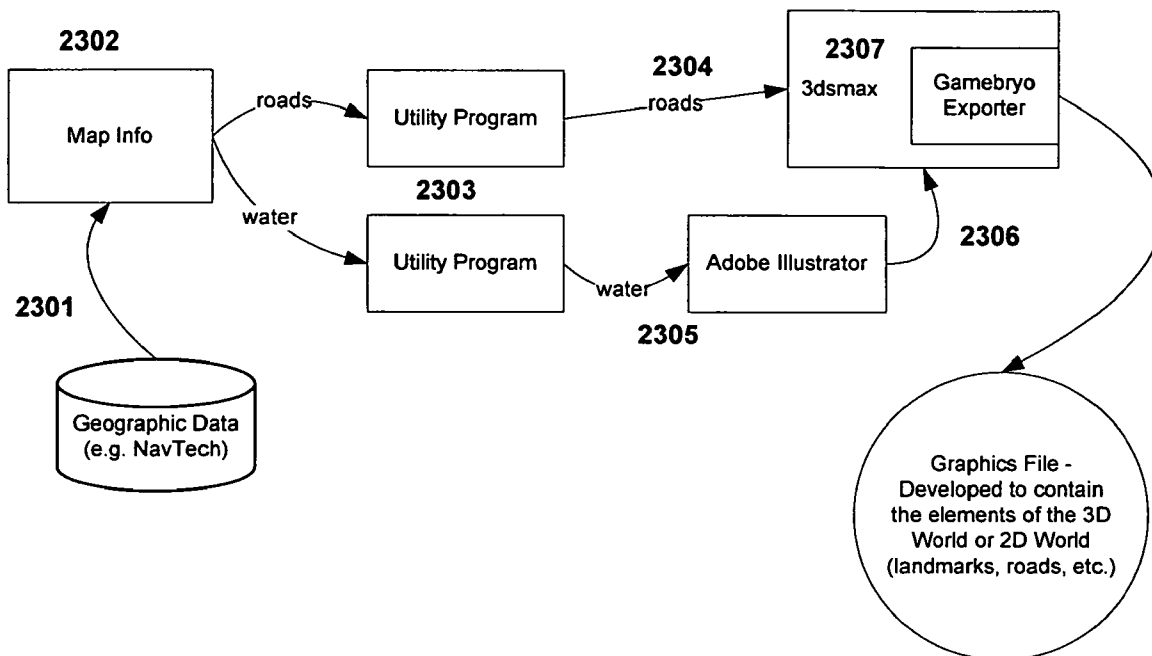 2302
Map Info
roads
water
Utility Program
2303
Utility Program
2304
roads
water
2305
Adobe Illustrator
2306
2307
3dsmax
Gamebryo
Exporter
2301
Geographic Data
(e.g. NavTech)
Graphics File -
Developed to contain
the elements of the 3D
World or 2D World
(landmarks, roads, etc.)